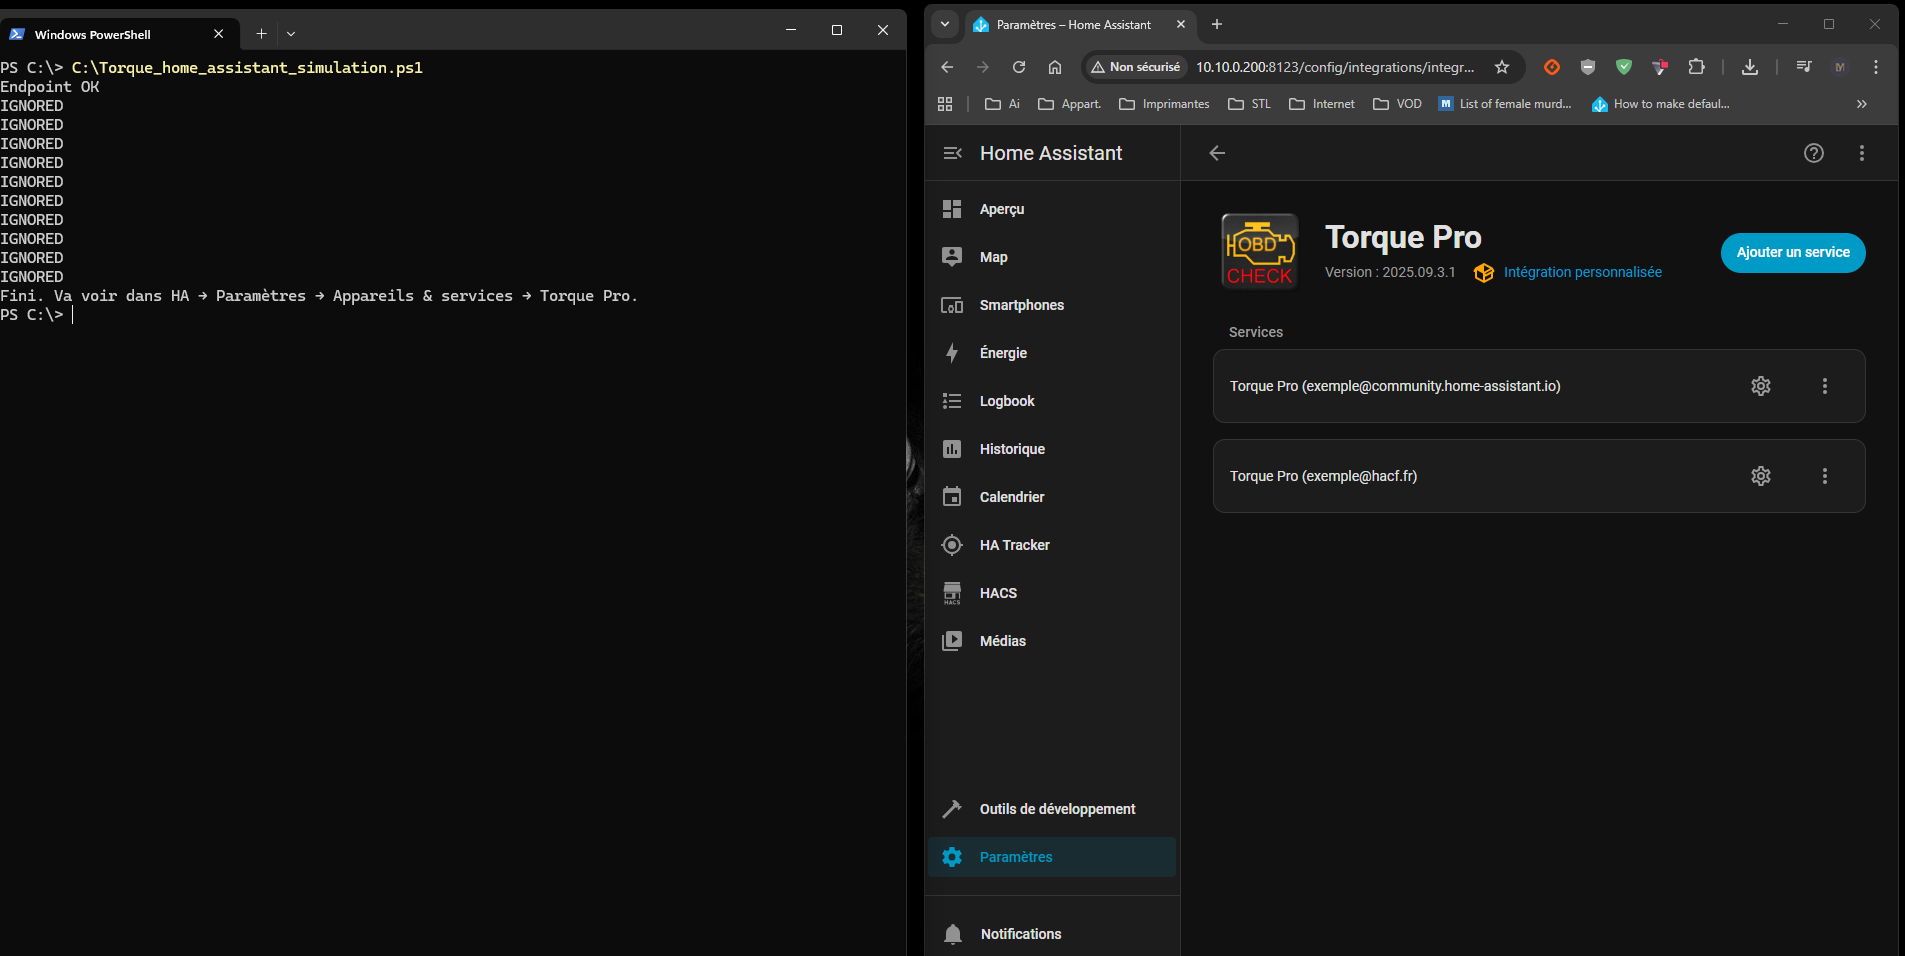 Windows PowerShell
PS C:\> C:\Torque_home_assistant_simulation.ps1
Endpoint OK
IGNORED
IGNORED
IGNORED
IGNORED
IGNORED
IGNORED
IGNORED
IGNORED
IGNORED
IGNORED
Fini. Va voir dans HA → Paramètres → Appareils & services → Torque Pro.
PS C:\>
Paramètres – Home Assistant
Non sécurisé 10.10.0.200:8123/config/integrations/integr...
M
Ai Appart. Imprimantes STL Internet VOD M List of female murd... How to make defaul... »
Home Assistant
Aperçu
Map
Smartphones
Énergie
Logbook
Historique
Calendrier
HA Tracker
HACS
HACS
Médias
Outils de développement
Paramètres
Notifications
OBD
CHECK
Torque Pro
Version : 2025.09.3.1 Intégration personnalisée
Ajouter un service
Services
Torque Pro (exemple@community.home-assistant.io)
Torque Pro (exemple@hacf.fr)